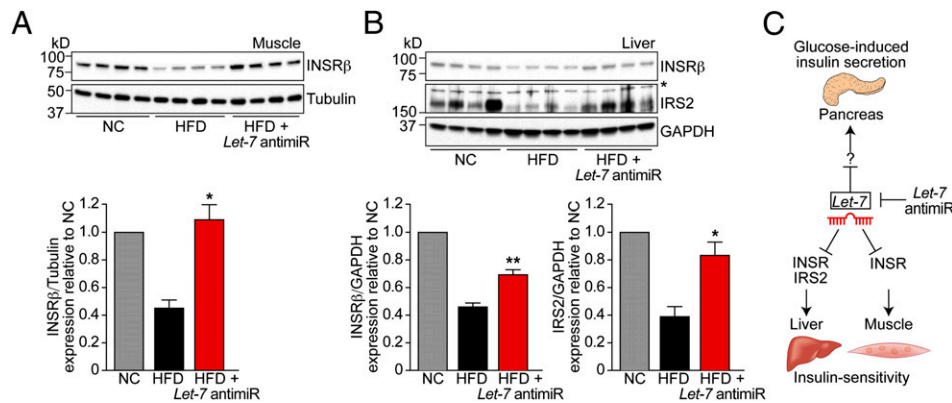 A
kD
Muscle
100
75
INSRβ
50
37
Tubulin
NC
HFD
HFD +
Let-7 antimiR
INSRβ/Tubulin
expression relative to NC
1.2
1.0
0.8
0.6
0.4
0.2
0
*
NC
HFD
HFD +
Let-7 antimiR
B
kD
Liver
100
75
INSRβ
*
150
IRS2
37
GAPDH
NC
HFD
HFD +
Let-7 antimiR
INSRβ/GAPDH
expression relative to NC
1.2
1.0
0.8
0.6
0.4
0.2
0
**
NC
HFD
HFD +
Let-7 antimiR
IRS2/GAPDH
expression relative to NC
1.2
1.0
0.8
0.6
0.4
0.2
0
*
NC
HFD
HFD +
Let-7 antimiR
C
Glucose-induced
insulin secretion
Pancreas
?
Let-7
Let-7
antimiR
INSR
IRS2
INSR
Liver
Muscle
Insulin-sensitivity